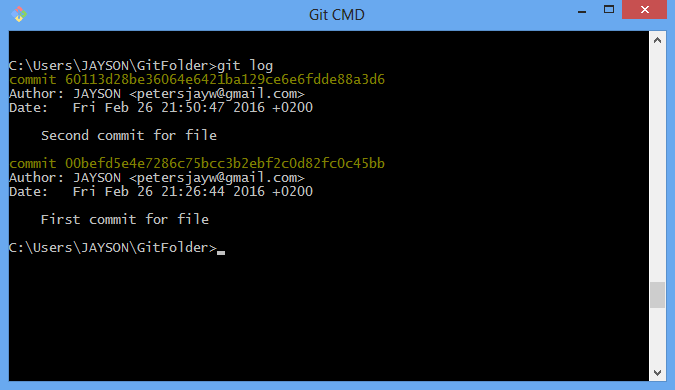 Git CMD
C:\Users\JAYSON\GitFolder>git log
commit 60113d28be36064e6421ba129ce6e6fdde88a3d6
Author: JAYSON <petersjayw@gmail.com>
Date:   Fri Feb 26 21:50:47 2016 +0200
    Second commit for file
commit 00befd5e4e7286c75bcc3b2ebf2c0d82fc0c45bb
Author: JAYSON <petersjayw@gmail.com>
Date:   Fri Feb 26 21:26:44 2016 +0200
    First commit for file
C:\Users\JAYSON\GitFolder>